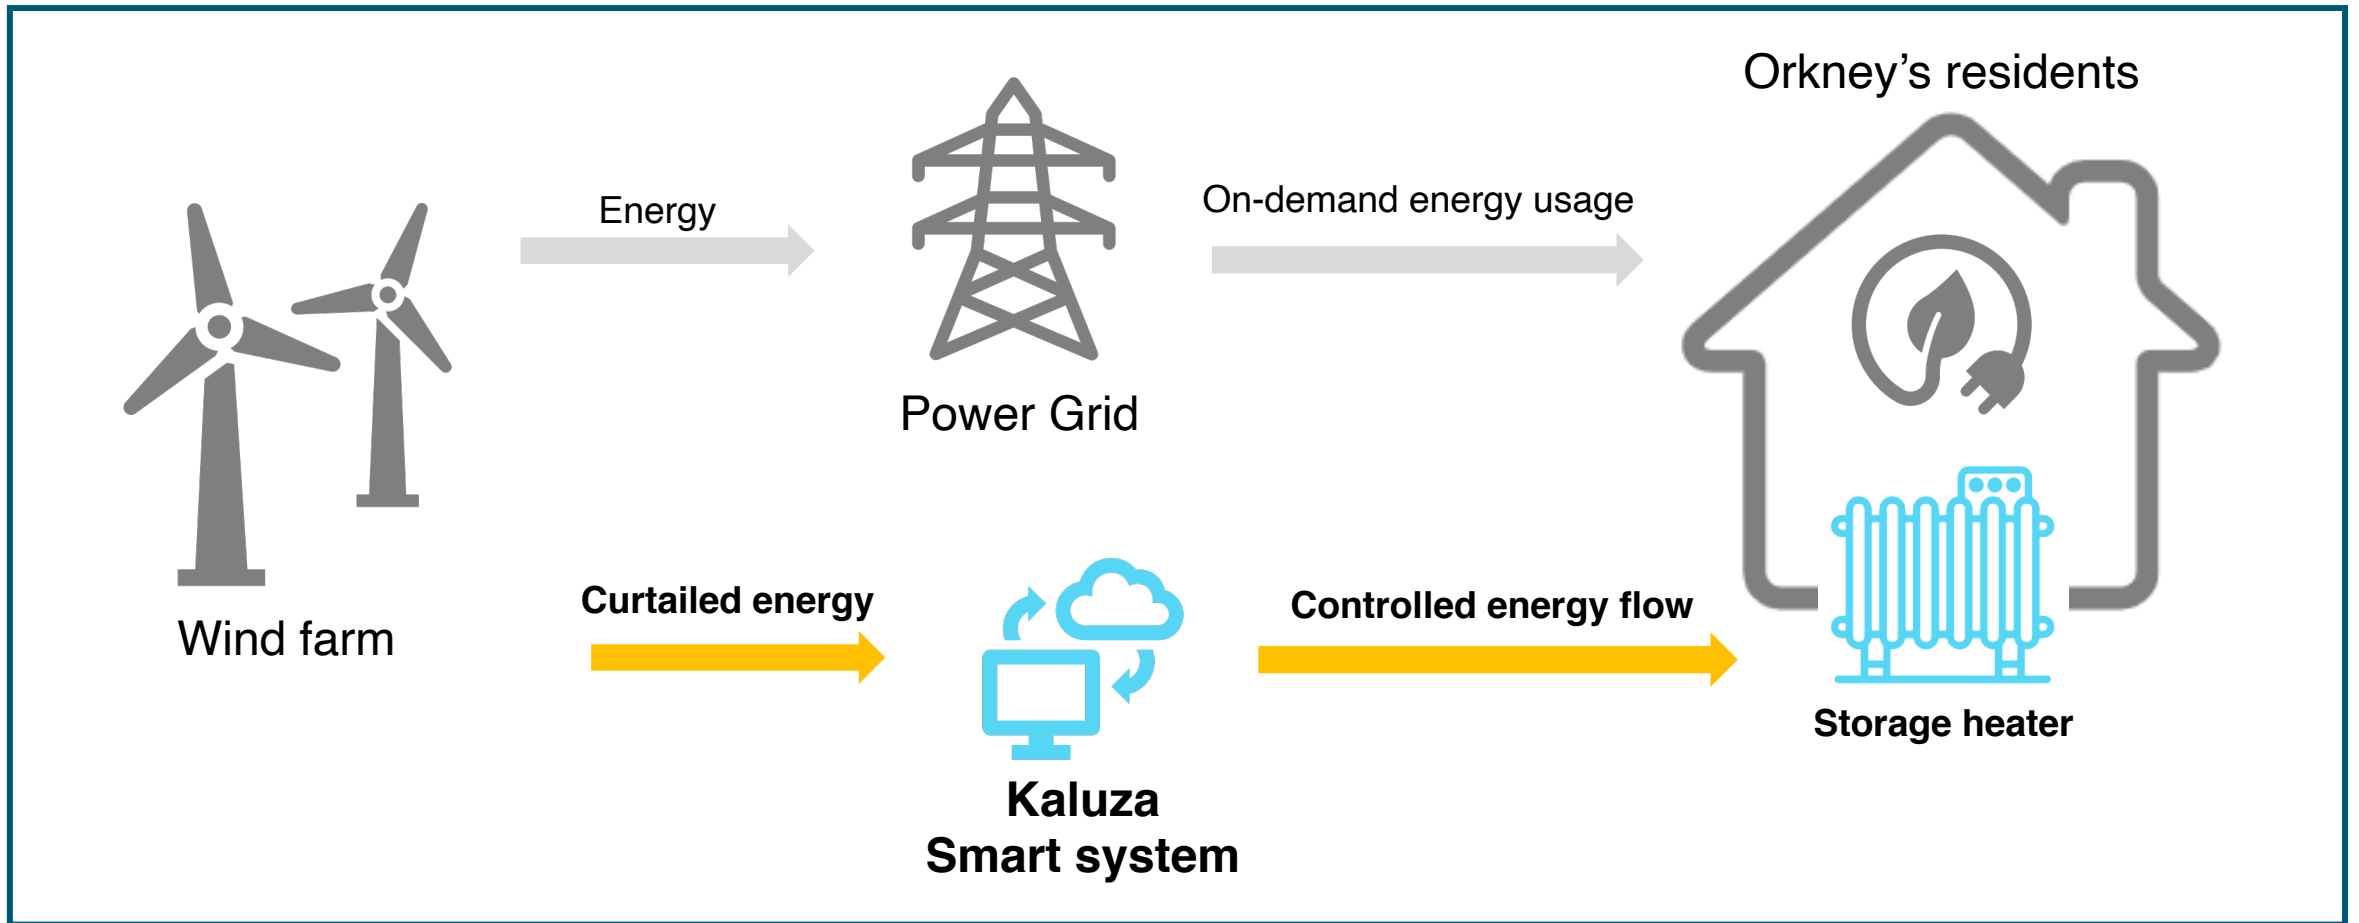 Orkney’s residents
Energy
On-demand energy usage
Power Grid
Wind farm
Curtailed energy
Controlled energy flow
Storage heater
Kaluza
Smart system